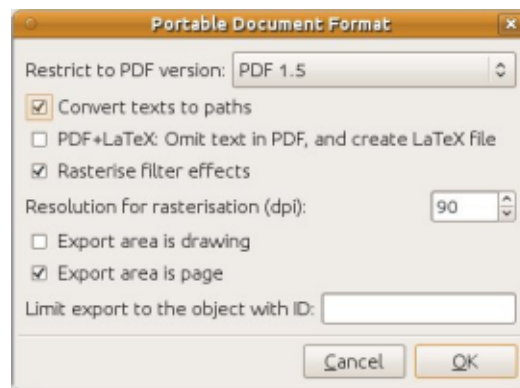 Portable Document Format
Restrict to PDF version: PDF 1.5
Convert texts to paths
PDF+LaTeX: Omit text in PDF, and create LaTeX file
Rasterise filter effects
Resolution for rasterisation (dpi): 90
Export area is drawing
Export area is page
Limit export to the object with ID:
Cancel OK